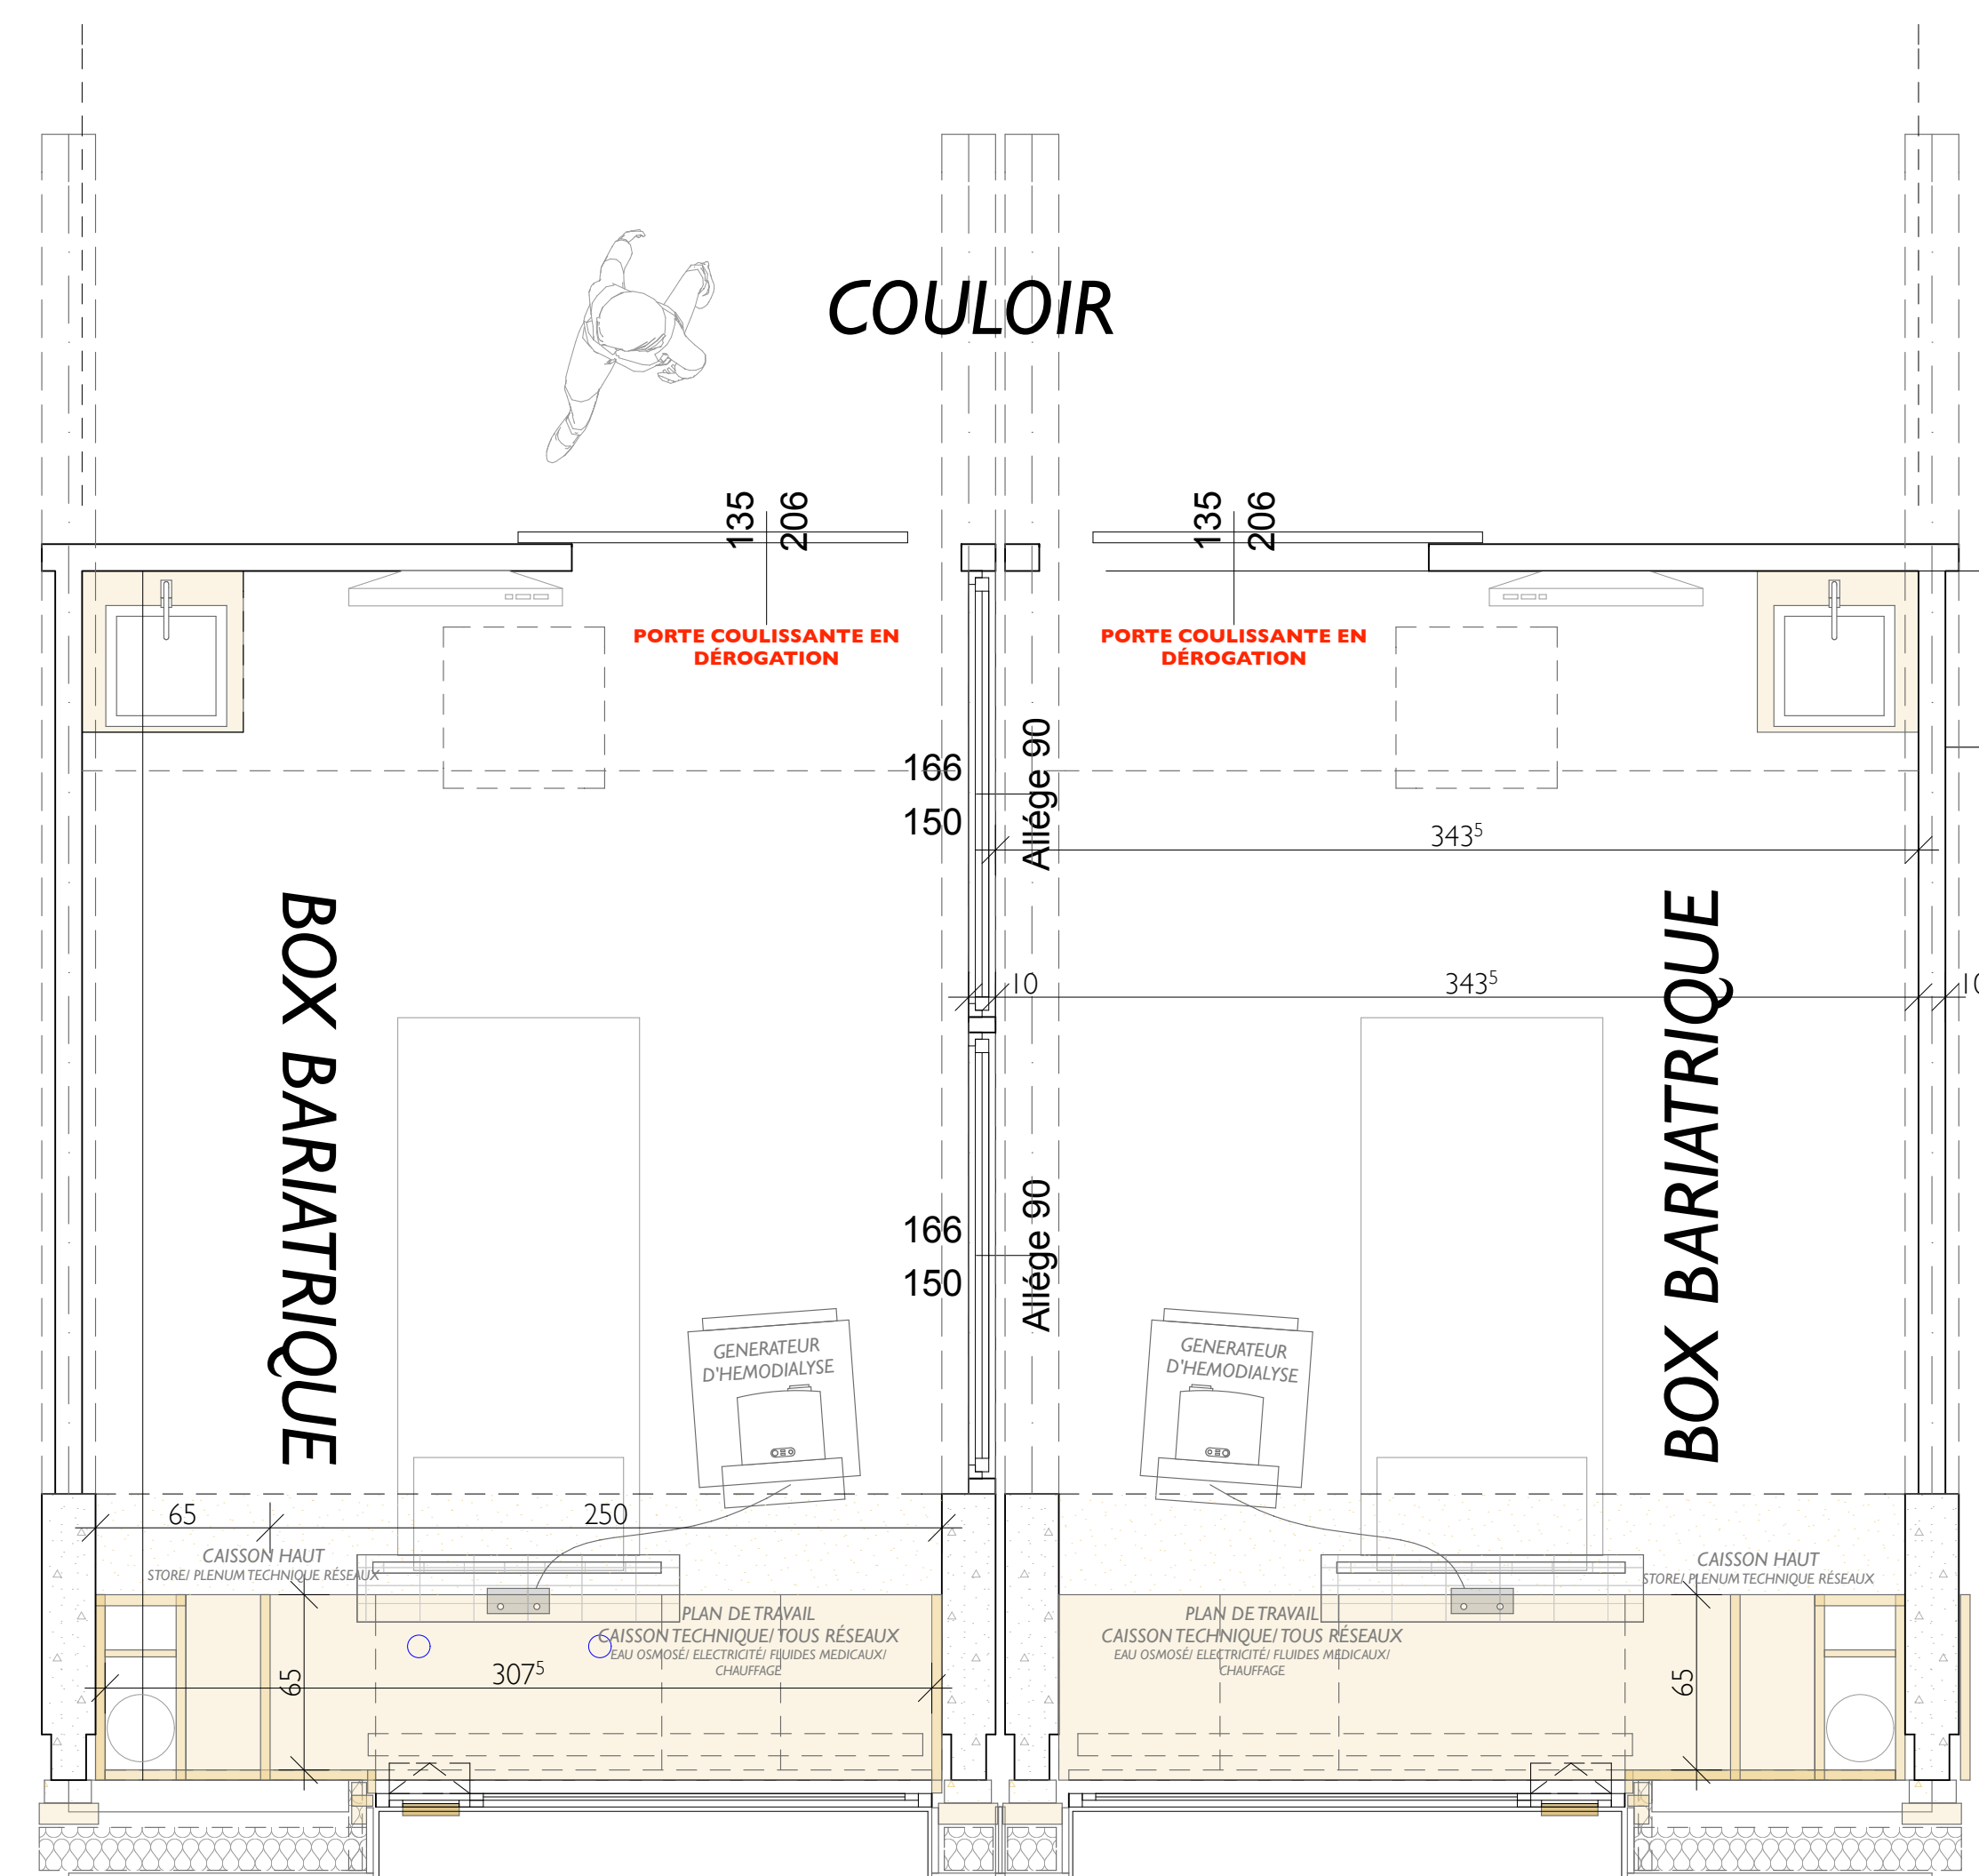 COULOIR
135
206
135
206
PORTE COULISSANTE EN
DÉROGATION
PORTE COULISSANTE EN
DÉROGATION
166
150
Allége 90
343⁵
10
343⁵
10
BOX BARIATRIQUE
BOX BARIATRIQUE
166
150
Allége 90
GENERATEUR
D'HEMODIALYSE
GENERATEUR
D'HEMODIALYSE
65
250
CAISSON HAUT
STORE/ PLENUM TECHNIQUE RÉSEAUX
CAISSON HAUT
STORE/ PLENUM TECHNIQUE RÉSEAUX
PLAN DE TRAVAIL
CAISSON TECHNIQUE/ TOUS RÉSEAUX
EAU OSMOSÉ/ ELECTRICITÉ/ FLUIDES MEDICAUX/
CHAUFFAGE
PLAN DE TRAVAIL
CAISSON TECHNIQUE/ TOUS RÉSEAUX
EAU OSMOSÉ/ ELECTRICITÉ/ FLUIDES MEDICAUX/
CHAUFFAGE
65
307⁵
65